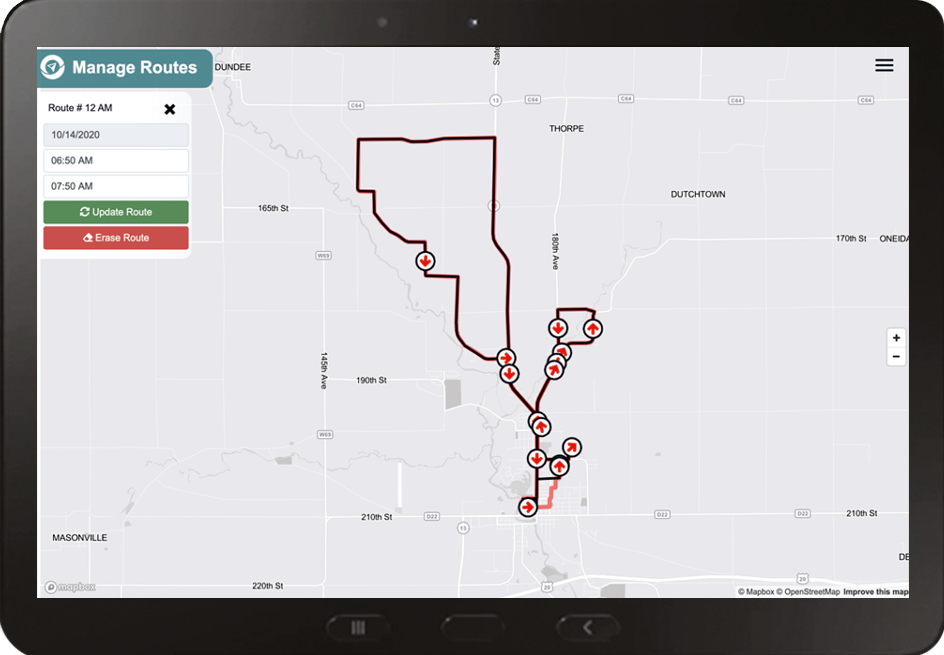 Manage Routes
DUNDEE
State
Route # 12 AM
10/14/2020
06:50 AM
07:50 AM
Update Route
Erase Route
C64
13
C64
C64
C64
C64
THORPE
DUTCHTOWN
165th St
180th Ave
170th St
ONEIDA
W69
145th Ave
190th St
+
−
W69
210th St
D22
13
D22
D22
210th St
MASONVILLE
DE
220th St
20
20
mapbox
© Mapbox © OpenStreetMap Improve this map